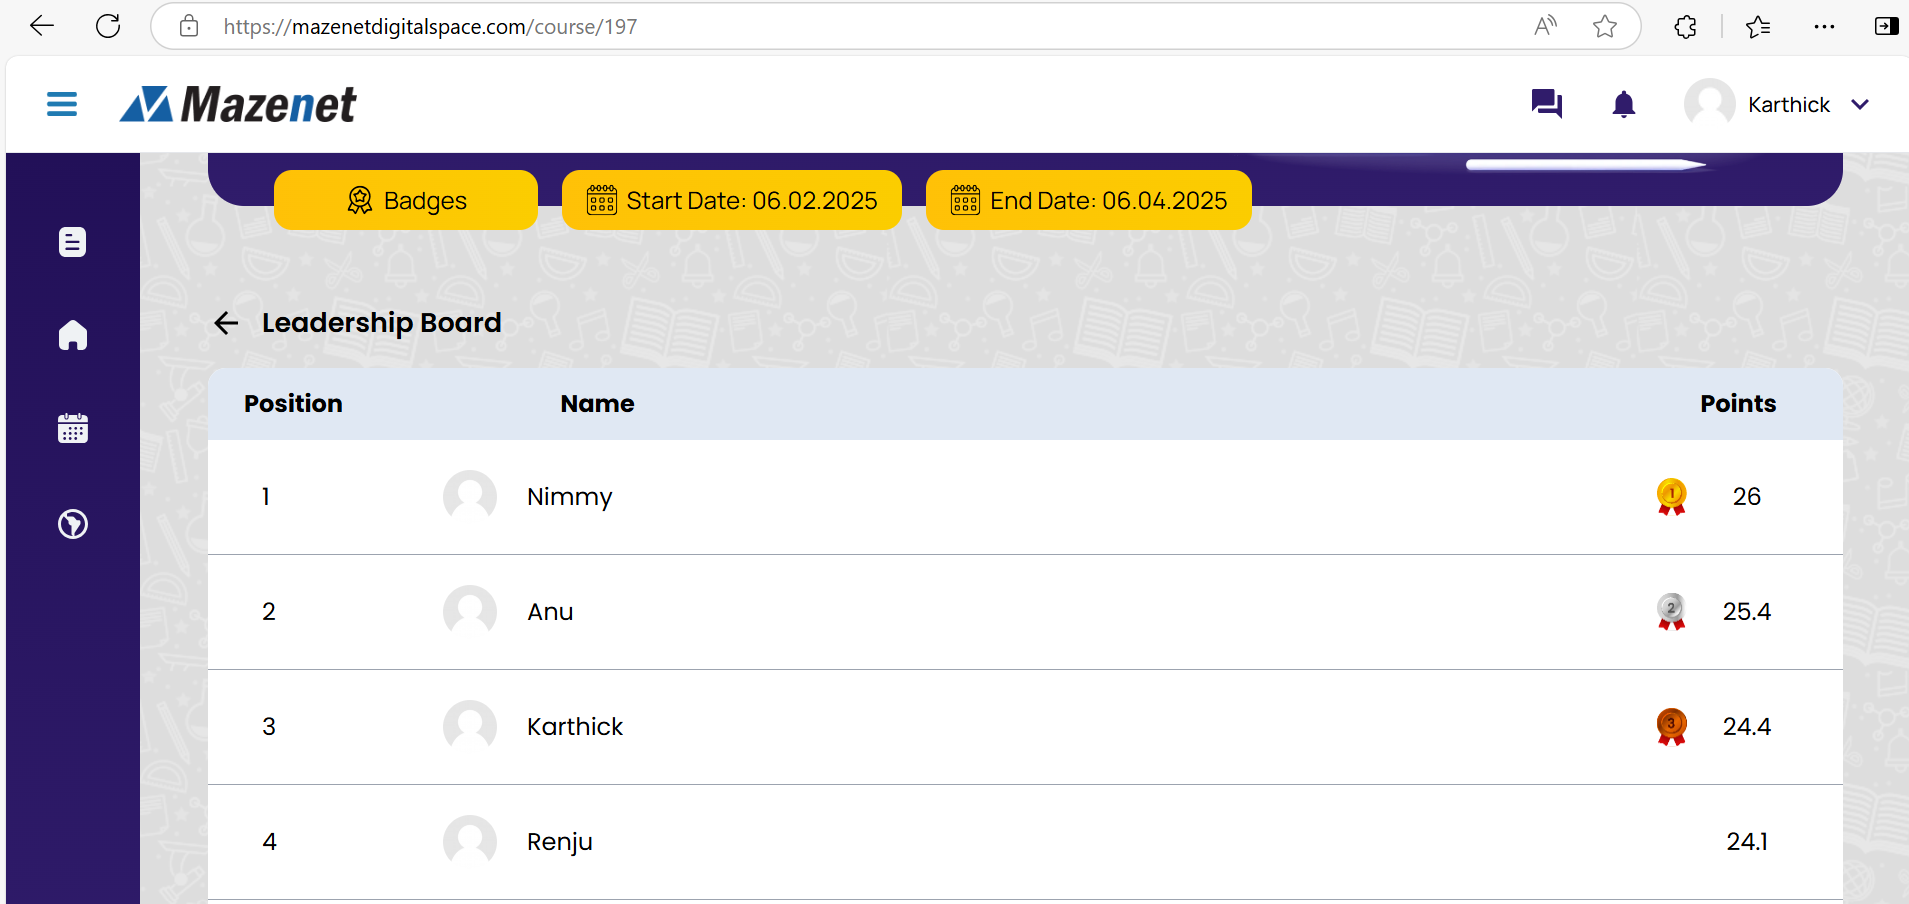 https://mazenetdigitalspace.com/course/197
Mazenet
Karthick
Badges
Start Date: 06.02.2025
End Date: 06.04.2025
Leadership Board
Position Name Points
1 Nimmy 1 26
2 Anu 2 25.4
3 Karthick 3 24.4
4 Renju 24.1